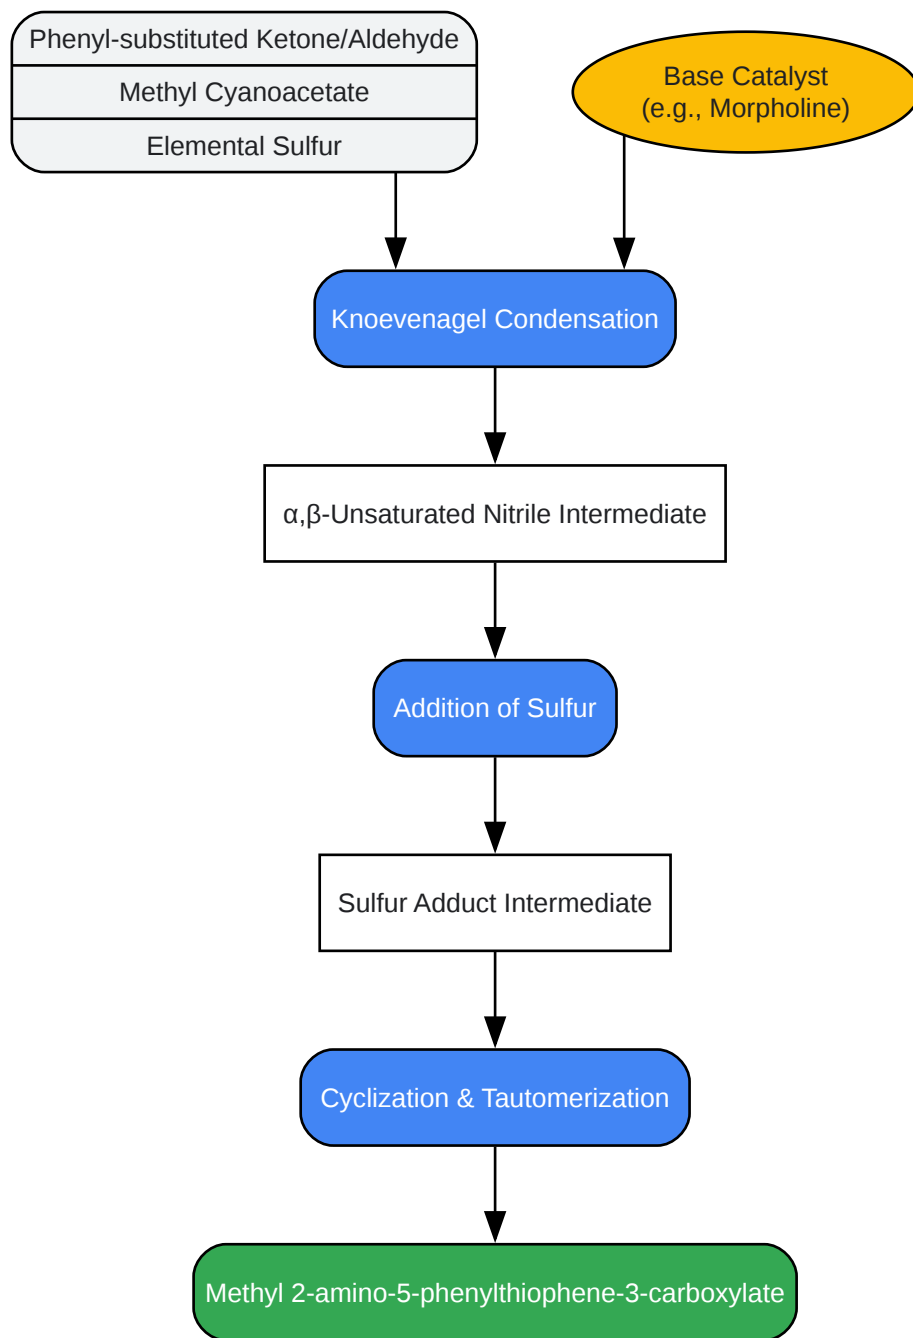 Phenyl-substituted Ketone/Aldehyde
Methyl Cyanoacetate
Elemental Sulfur
Base Catalyst
(e.g., Morpholine)
Knoevenagel Condensation
α,β-Unsaturated Nitrile Intermediate
Addition of Sulfur
Sulfur Adduct Intermediate
Cyclization & Tautomerization
Methyl 2-amino-5-phenylthiophene-3-carboxylate